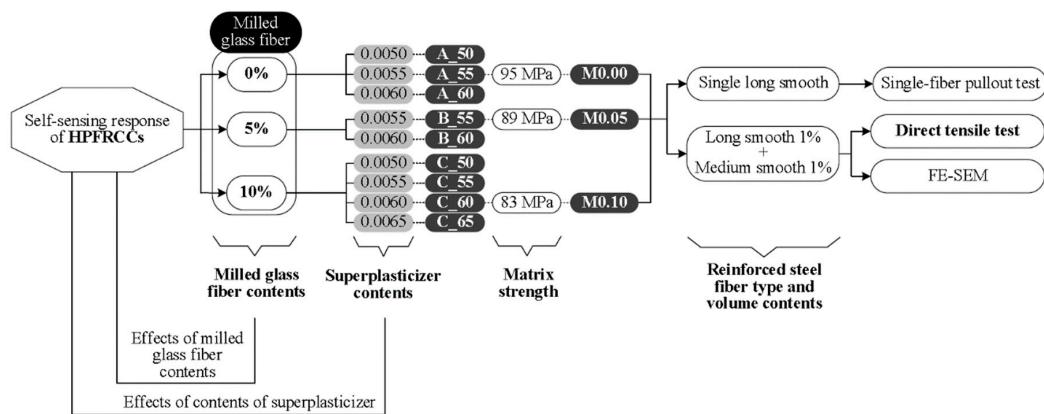 Milled
glass fiber
0%
5%
10%
Self-sensing response
of HPFRCCs
0.0050
0.0055
0.0060
0.0055
0.0060
0.0050
0.0055
0.0060
0.0065
A_50
A_55
A_60
B_55
B_60
C_50
C_55
C_60
C_65
95 MPa
89 MPa
83 MPa
M0.00
M0.05
M0.10
Single long smooth
Long smooth 1%
+
Medium smooth 1%
Single-fiber pullout test
Direct tensile test
FE-SEM
Milled glass
fiber contents
Superplasticizer
contents
Matrix
strength
Reinforced steel
fiber type and
volume contents
Effects of milled
glass fiber
contents
Effects of contents of superplasticizer